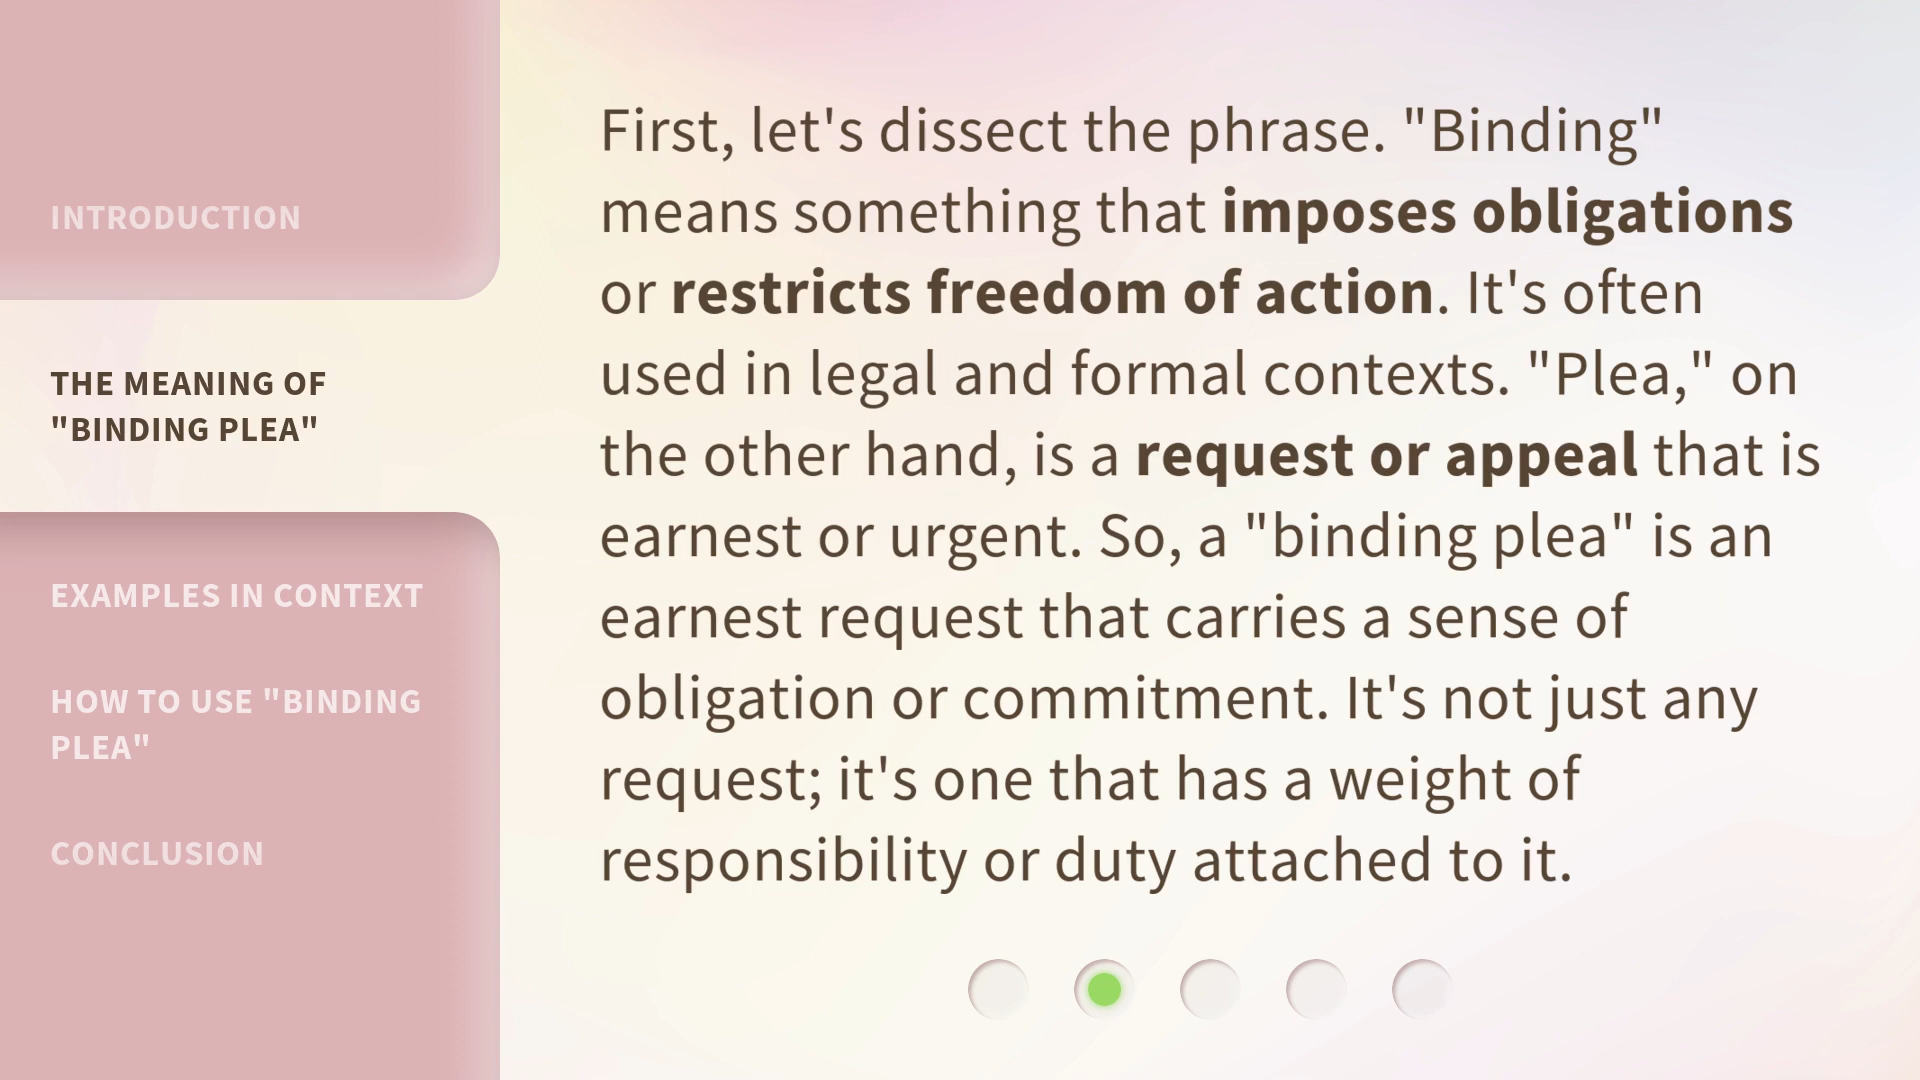 INTRODUCTION
THE MEANING OF
"BINDING PLEA"
EXAMPLES IN CONTEXT
HOW TO USE "BINDING
PLEA"
CONCLUSION
First, let's dissect the phrase. "Binding"
means something that imposes obligations
or restricts freedom of action. It's often
used in legal and formal contexts. "Plea," on
the other hand, is a request or appeal that is
earnest or urgent. So, a "binding plea" is an
earnest request that carries a sense of
obligation or commitment. It's not just any
request; it's one that has a weight of
responsibility or duty attached to it.